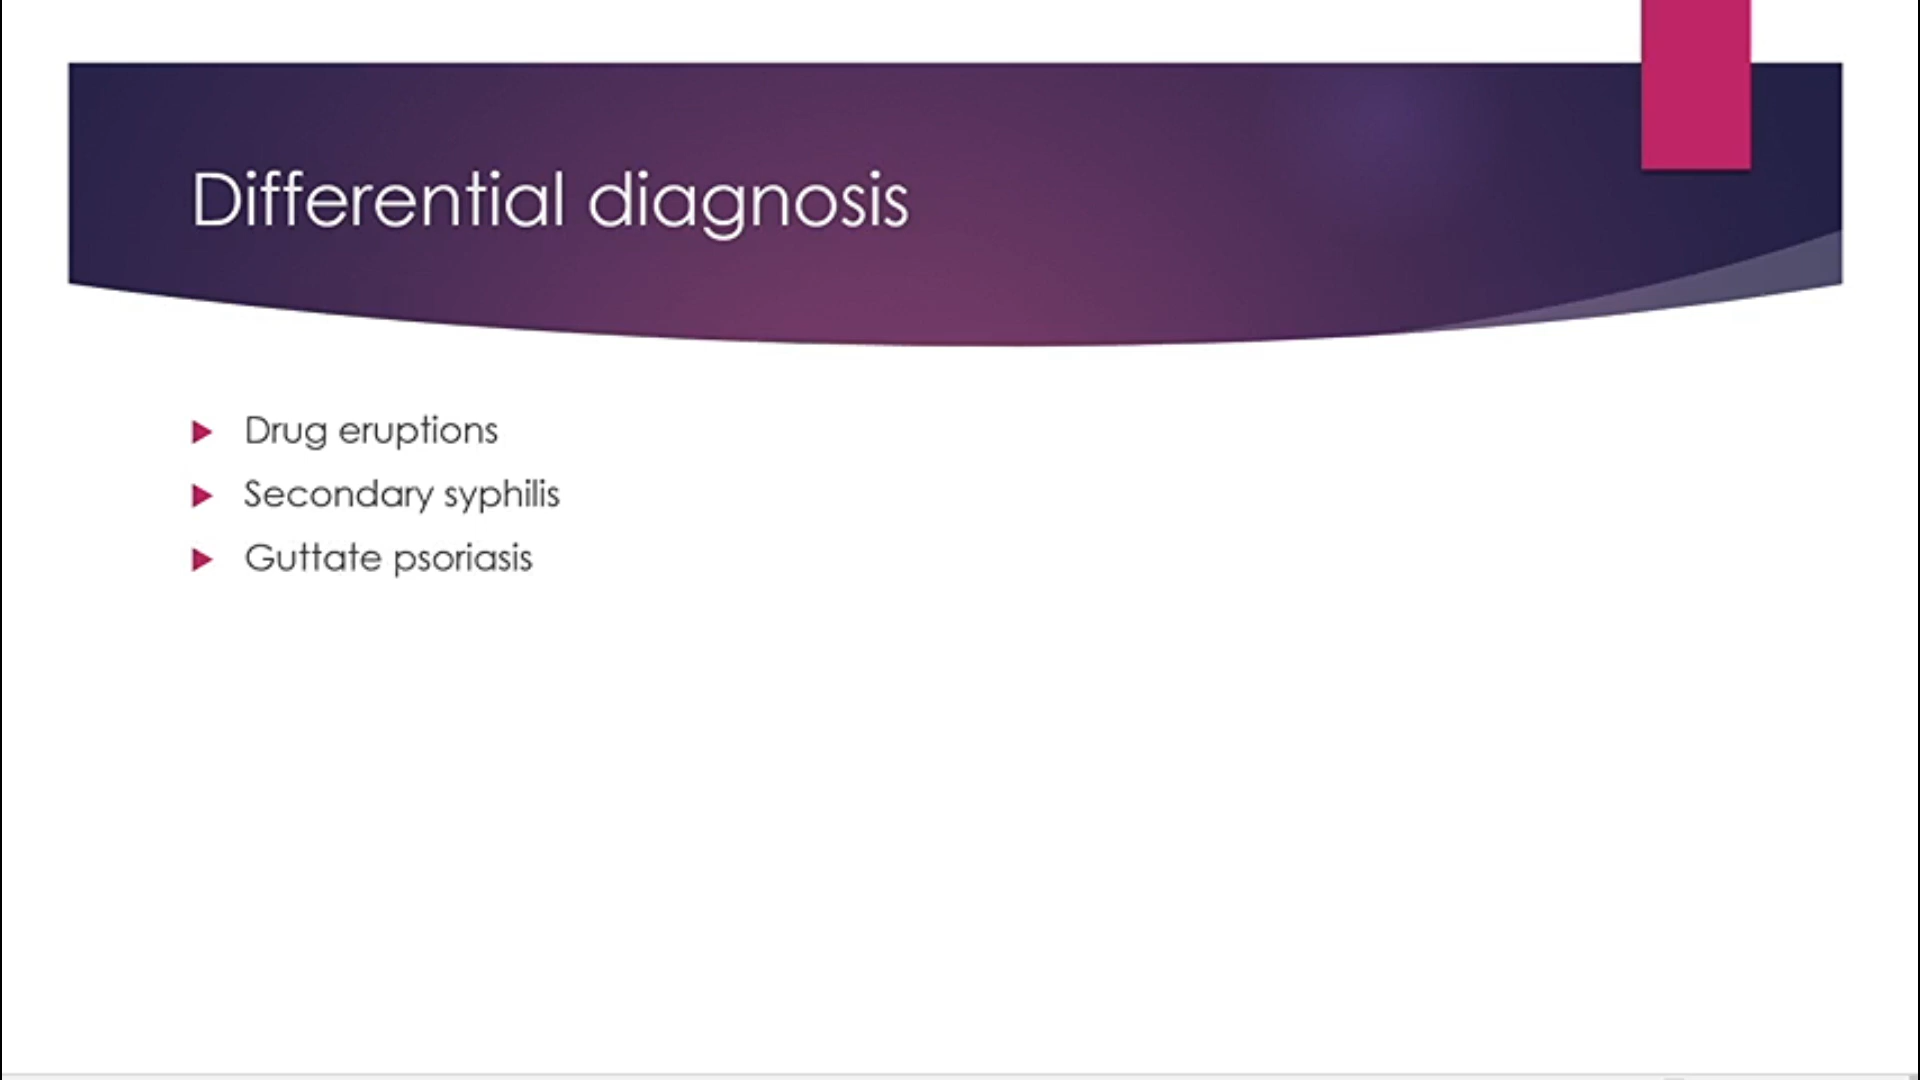 Differential diagnosis
Drug eruptions
Secondary syphilis
Guttate psoriasis